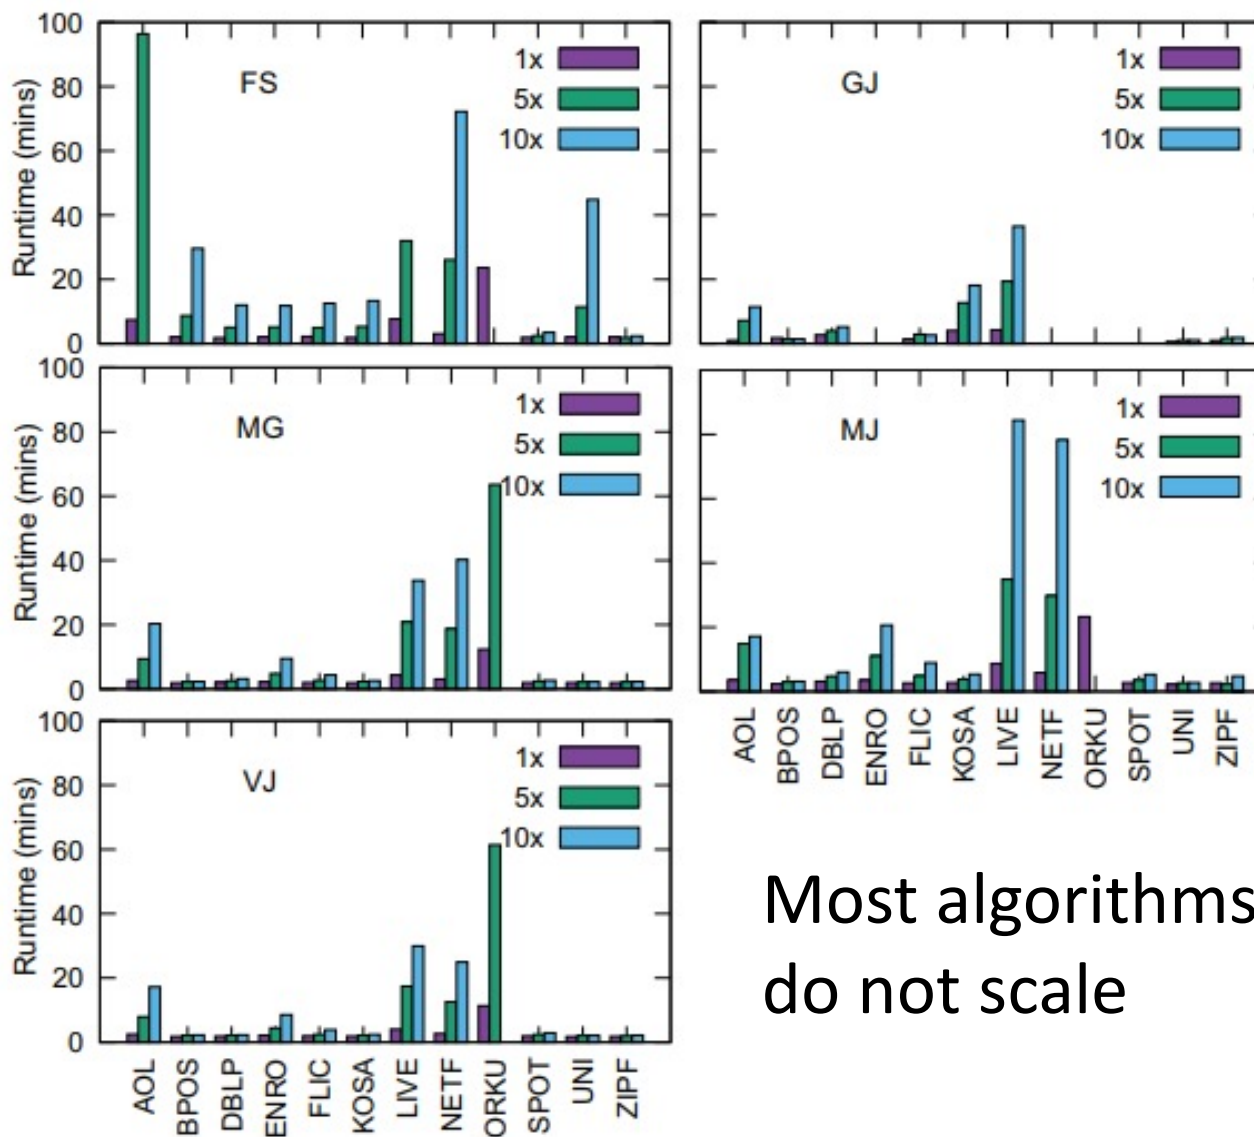 100
80
60
40
20
0
Runtime (mins)
FS
1x
5x
10x
GJ
1x
5x
10x
100
80
60
40
20
0
Runtime (mins)
MG
1x
5x
10x
MJ
1x
5x
10x
AOL
BPOS
DBLP
ENRO
FLIC
KOSA
LIVE
NETF
ORKU
SPOT
UNI
ZIPF
100
80
60
40
20
0
Runtime (mins)
VJ
1x
5x
10x
AOL
BPOS
DBLP
ENRO
FLIC
KOSA
LIVE
NETF
ORKU
SPOT
UNI
ZIPF
Most algorithms
do not scale